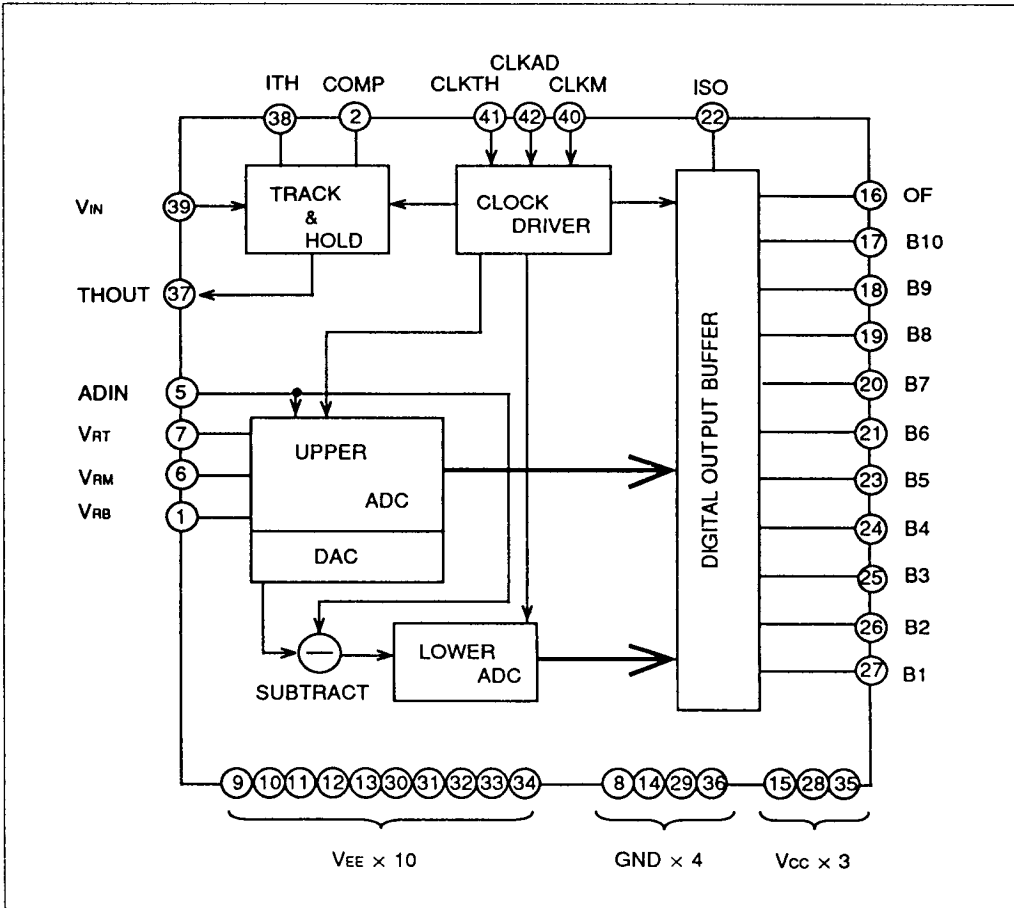 ITH COMP CLKTH CLKAD CLKM ISO
38 2 41 42 40 22
VIN 39
TRACK & HOLD
CLOCK DRIVER
THOUT 37
ADIN 5
VRT 7
VRM 6
VRB 1
UPPER ADC
DAC
SUBTRACT
LOWER ADC
DIGITAL OUTPUT BUFFER
16 OF
17 B10
18 B9
19 B8
20 B7
21 B6
23 B5
24 B4
25 B3
26 B2
27 B1
9 10 11 12 13 30 31 32 33 34 8 14 29 36 15 28 35
VEE × 10 GND × 4 VCC × 3